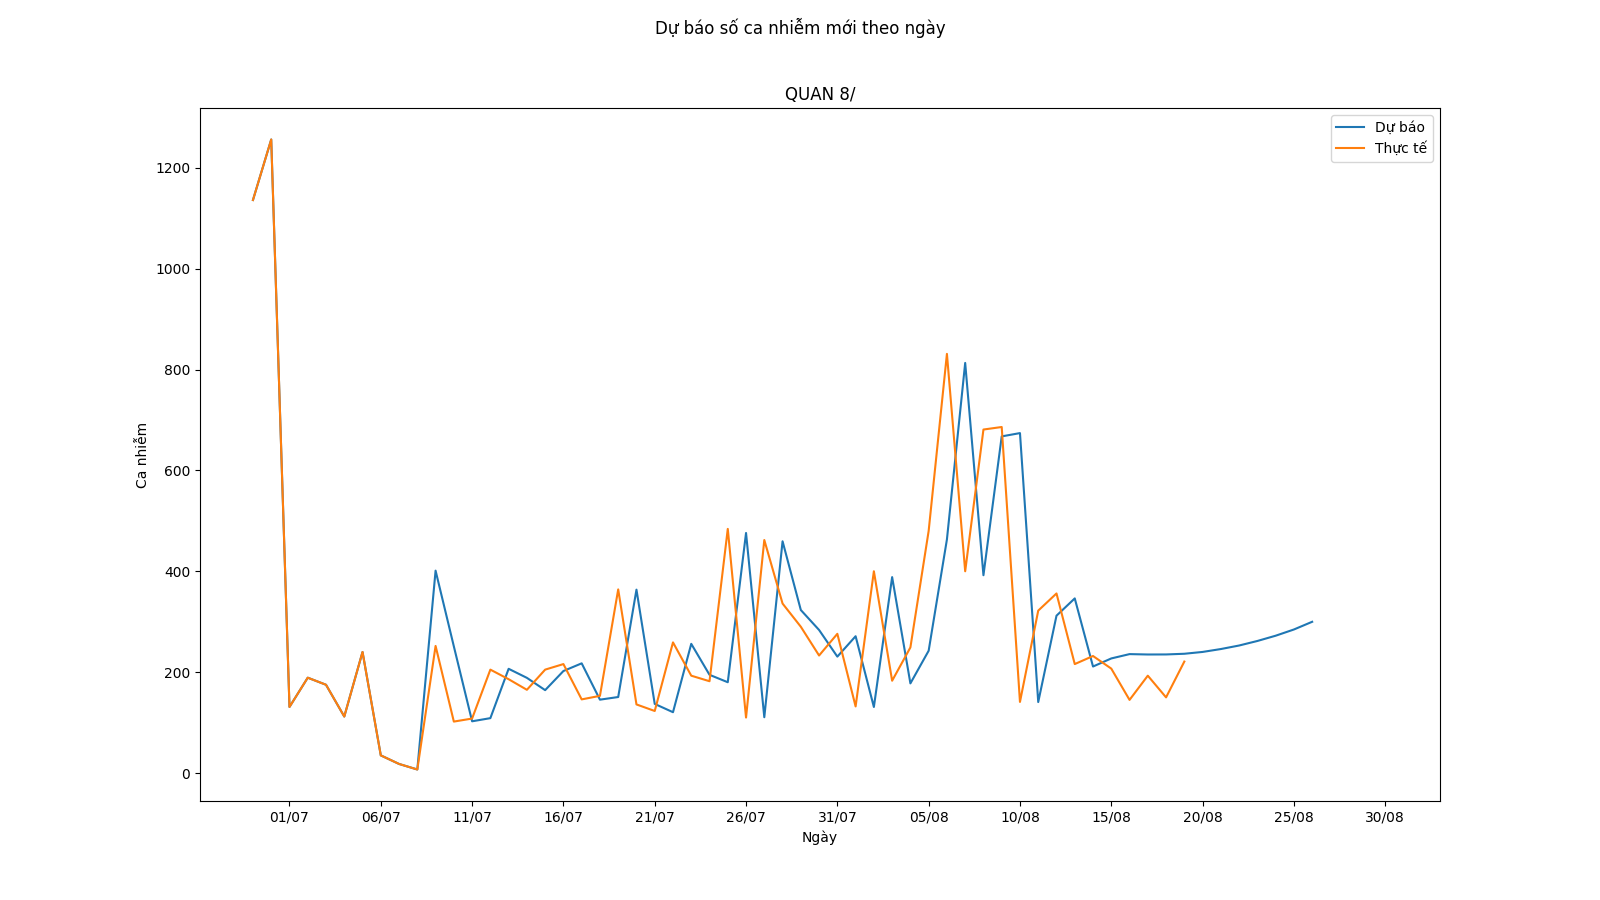 Dự báo số ca nhiễm mới theo ngày
QUAN 8/
Dự báo
Thực tế
1200
1000
800
600
400
200
0
Ca nhiễm
01/07 06/07 11/07 16/07 21/07 26/07 31/07 05/08 10/08 15/08 20/08 25/08 30/08
Ngày